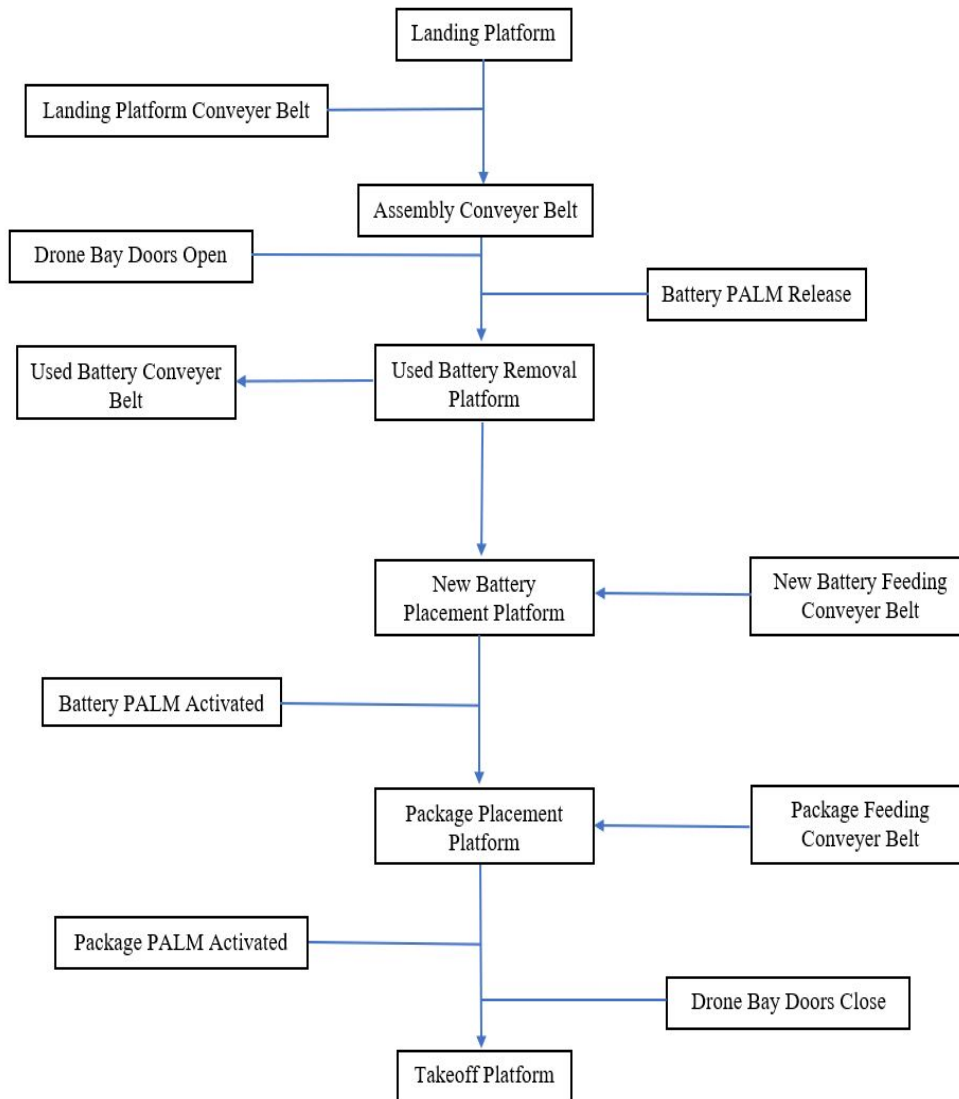 Landing Platform
Landing Platform Conveyer Belt
Assembly Conveyer Belt
Drone Bay Doors Open
Battery PALM Release
Used Battery Conveyer
Belt
Used Battery Removal
Platform
New Battery
Placement Platform
New Battery Feeding
Conveyer Belt
Battery PALM Activated
Package Placement
Platform
Package Feeding
Conveyer Belt
Package PALM Activated
Drone Bay Doors Close
Takeoff Platform